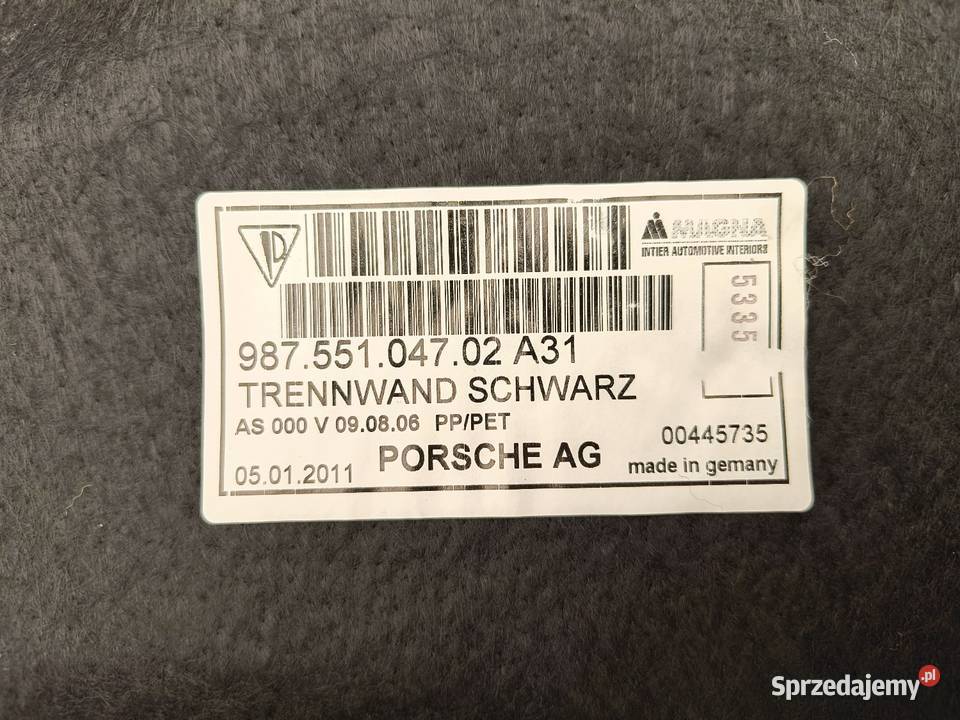 MAGNA
INTIER AUTOMOTIVE INTERIORS
5335
987.551.047.02 A31
TRENNWAND SCHWARZ
AS 000 V 09.08.06 PP/PET
00445735
05.01.2011 PORSCHE AG made in gemany
Sprzedajemy.pl